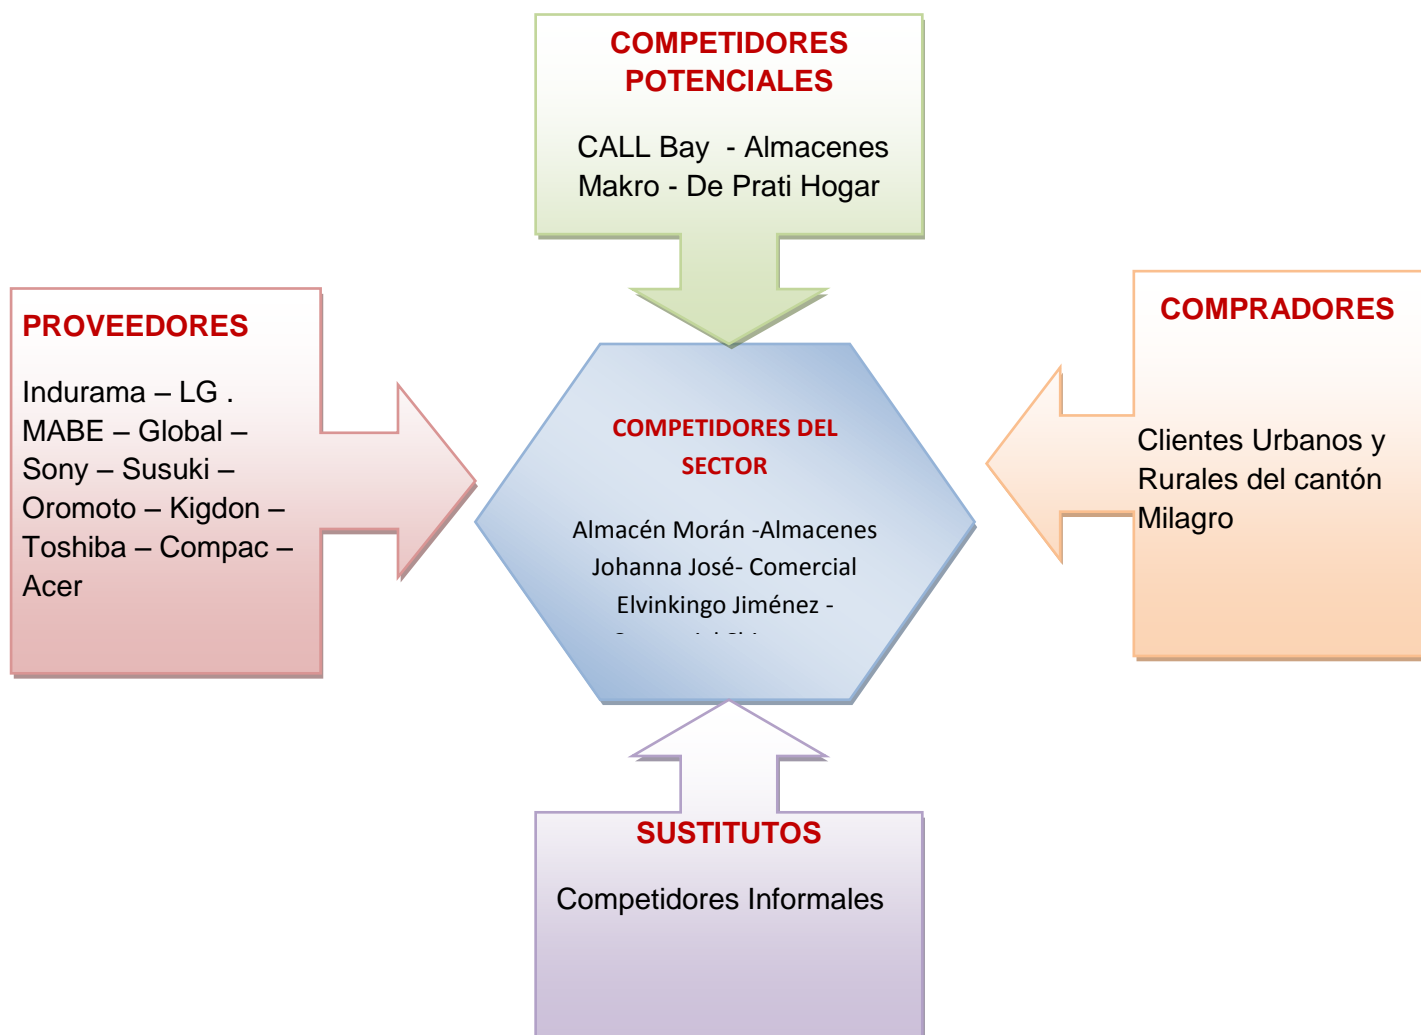 COMPETIDORES
POTENCIALES
CALL Bay - Almacenes
Makro - De Prati Hogar
PROVEEDORES
Indurama – LG .
MABE – Global –
Sony – Susuki –
Oromoto – Kigdon –
Toshiba – Compac –
Acer
COMPETIDORES DEL
SECTOR
Almacén Morán -Almacenes
Johanna José- Comercial
Elvinkingo Jiménez -
COMPRADORES
Clientes Urbanos y
Rurales del cantón
Milagro
SUSTITUTOS
Competidores Informales